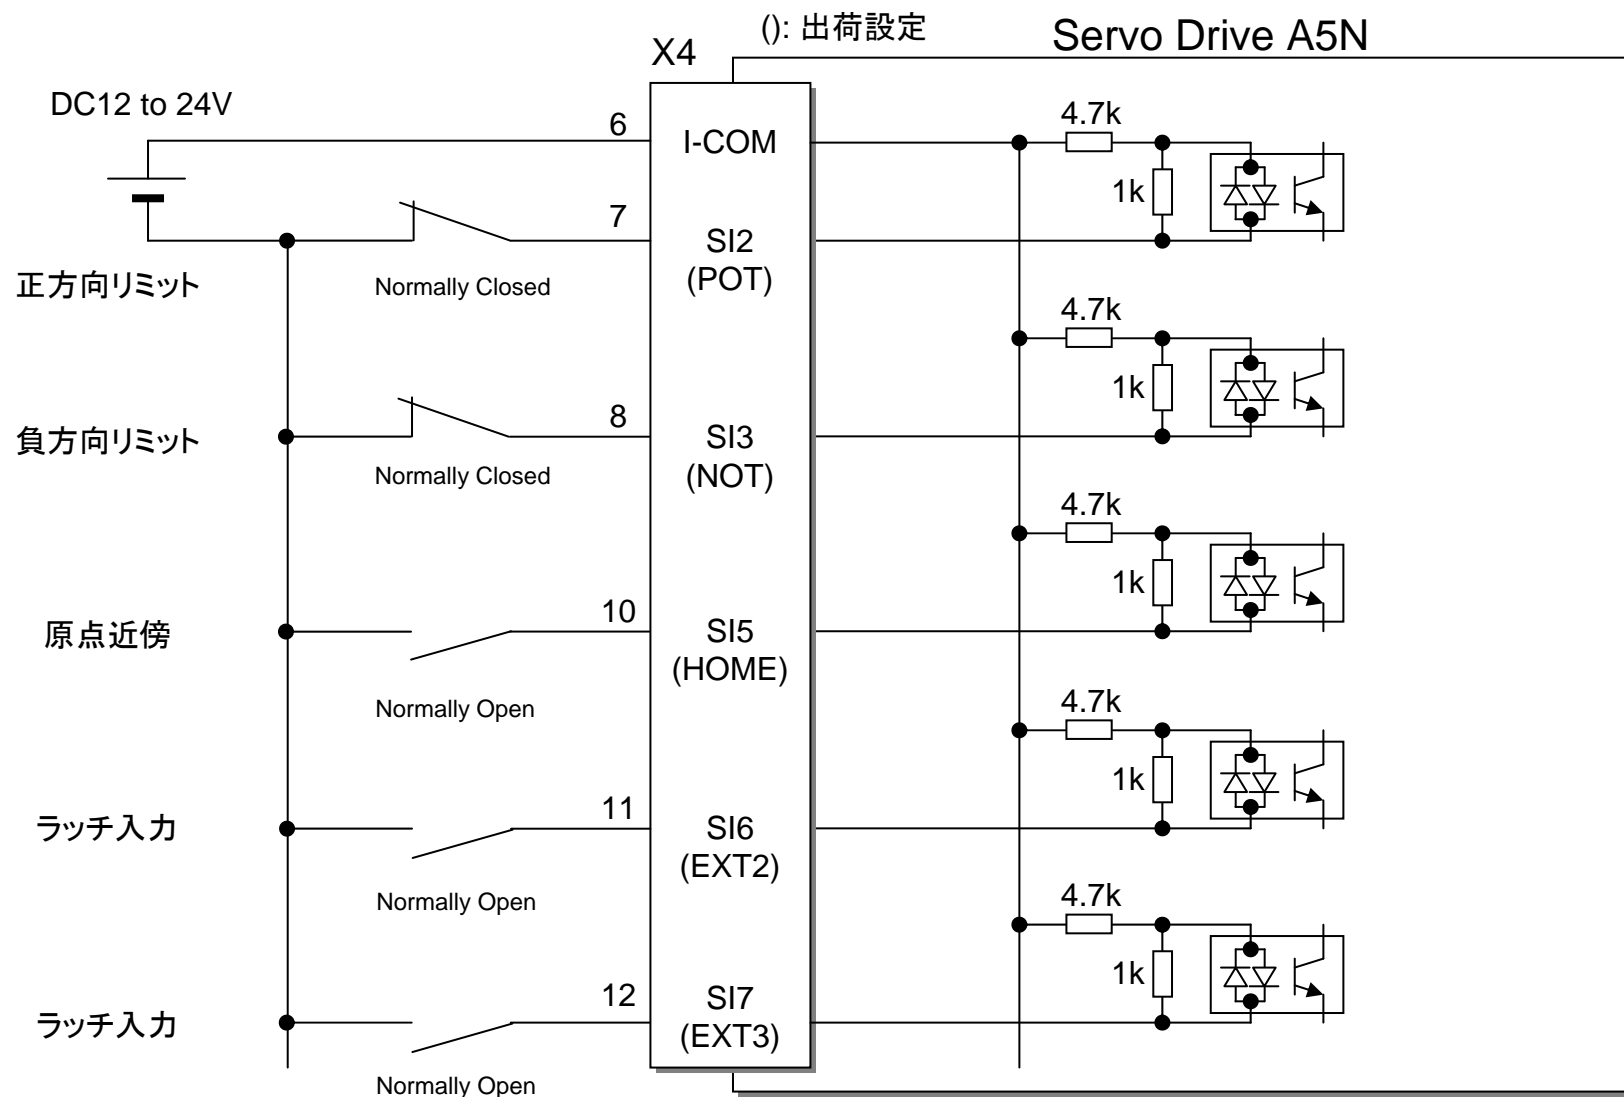 (): 出荷設定
Servo Drive A5N
X4
DC12 to 24V
6
I-COM
4.7k
1k
7
SI2
(POT)
正方向リミット
Normally Closed
4.7k
1k
8
SI3
(NOT)
負方向リミット
Normally Closed
4.7k
1k
10
SI5
(HOME)
原点近傍
Normally Open
4.7k
1k
11
SI6
(EXT2)
ラッチ入力
Normally Open
4.7k
1k
12
SI7
(EXT3)
ラッチ入力
Normally Open